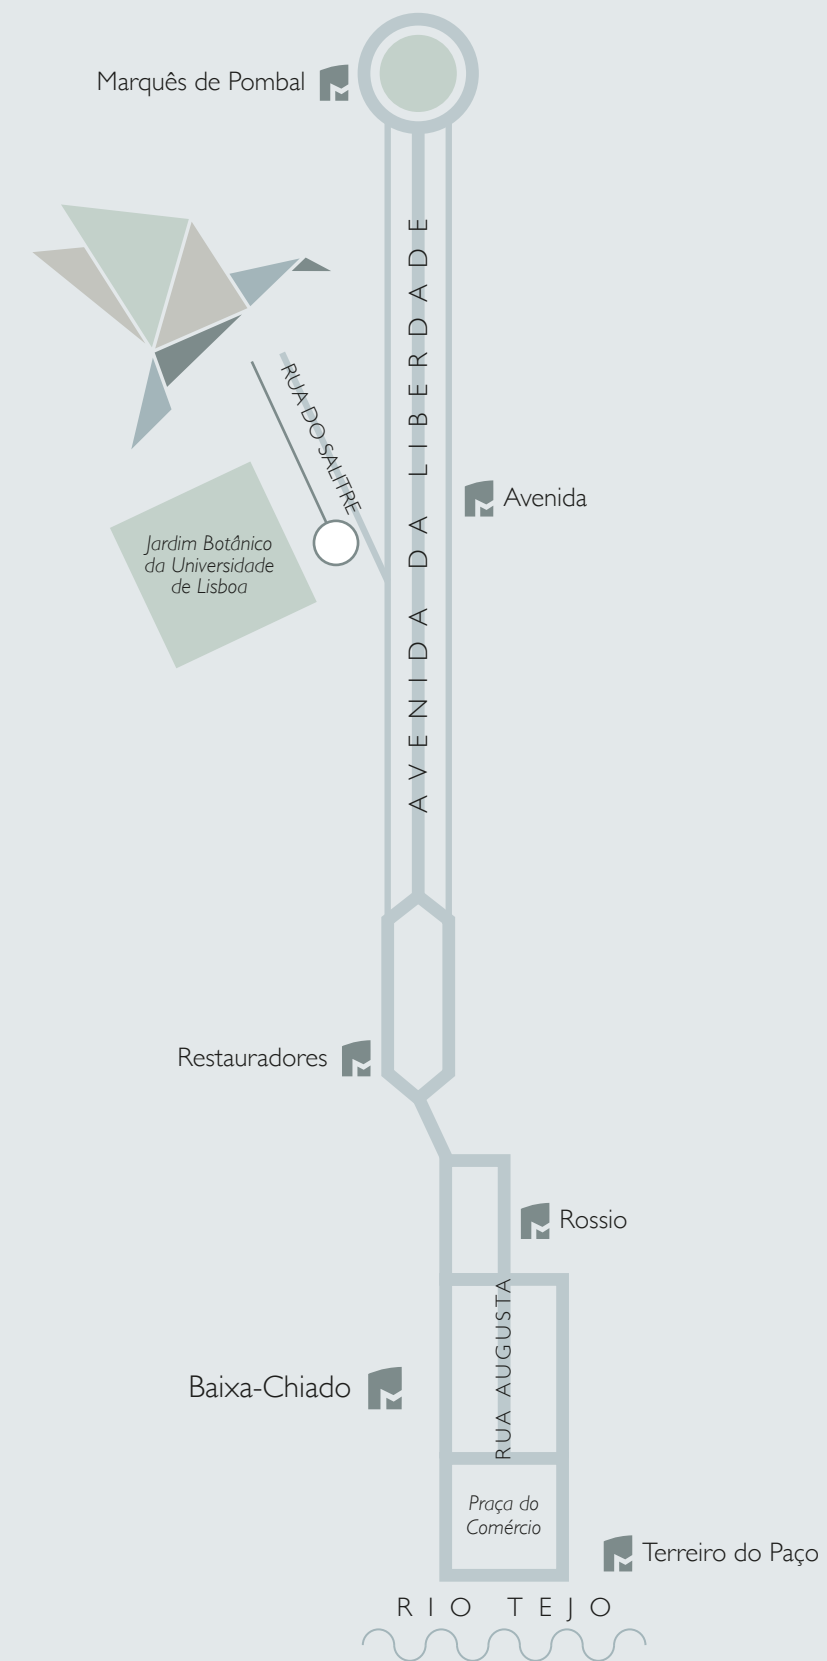 Marquês de Pombal
AVENIDA DA LIBERDADE
RUA DO SALITRE
Avenida
Jardim Botânico
da Universidade
de Lisboa
Restauradores
Rossio
RUA AUGUSTA
Baixa-Chiado
Praça do
Comércio
Terreiro do Paço
RIO TEJO